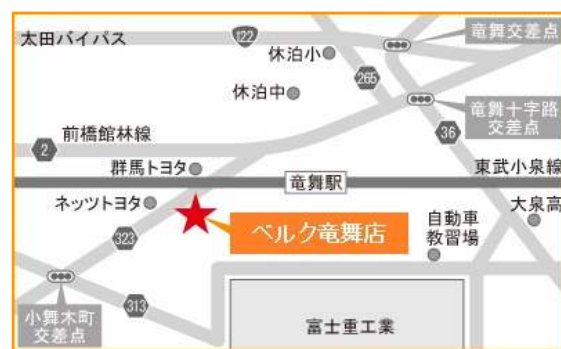 太田バイパス
122
竜舞交差点
休泊小
265
休泊中
竜舞十字路
交差点
36
前橋館林線
2
群馬トヨタ
竜舞駅
東武小泉線
ネッツトヨタ
ベルク竜舞店
自動車
教習場
大泉高
323
313
小舞木町
交差点
富士重工業